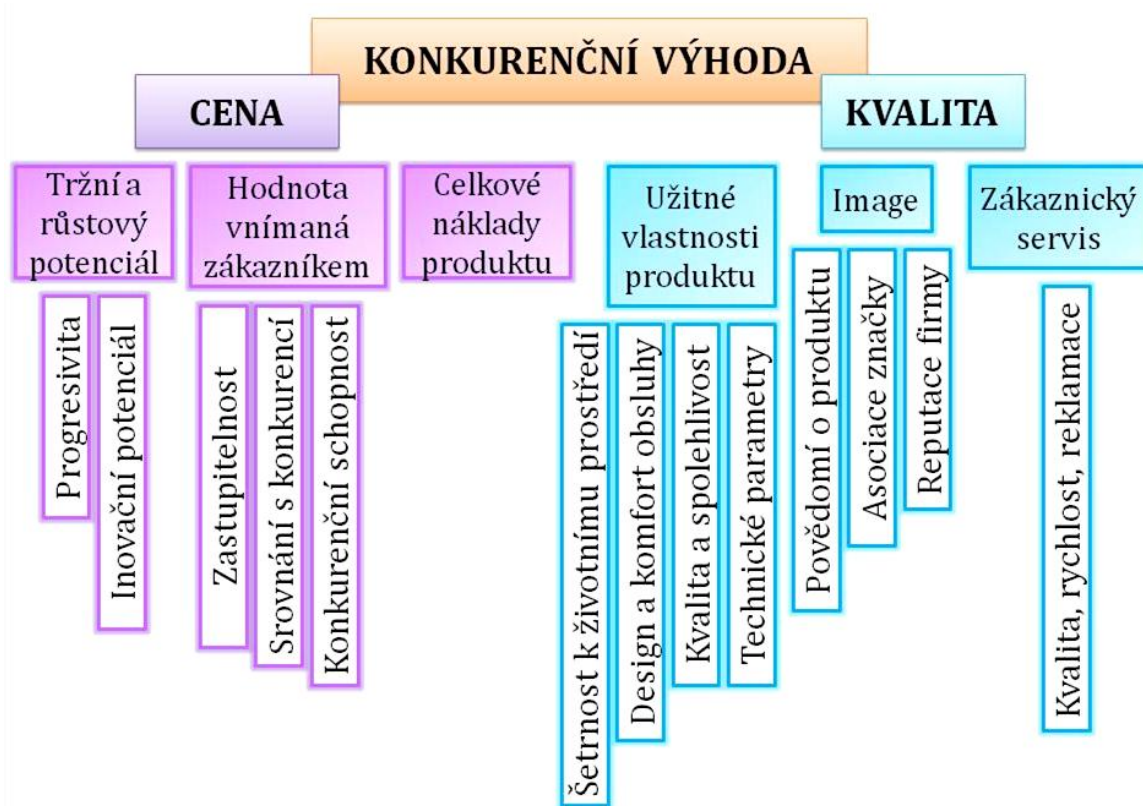 KONKURENČNÍ VÝHODA
CENA
KVALITA
Tržní a
růstový
potenciál
Hodnota
vnímaná
zákazníkem
Celkové
náklady
produktu
Užitné
vlastnosti
produktu
Image
Zákaznický
servis
Progresivita
Inovační potenciál
Zastupitelnost
Srovnání s konkurencí
Konkurenční schopnost
Šetrnost k životnímu prostředí
Design a komfort obsluhy
Kvalita a spolehlivost
Technické parametry
Povědomí o produktu
Asociace značky
Reputace firmy
Kvalita, rychlost, reklamace